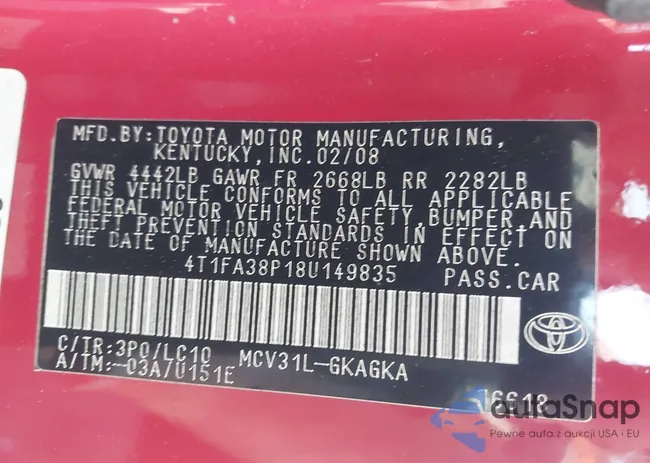 MFD.BY:TOYOTA MOTOR MANUFACTURING,
KENTUCKY,INC.02/08
GVWR 4442LB GAWR FR 2668LB RR 2282LB
THIS VEHICLE CONFORMS TO ALL APPLICABLE
FEDERAL MOTOR VEHICLE SAFETY,BUMPER,AND
THEFT PREVENTION STANDARDS IN EFFECT ON
THE DATE OF MANUFACTURE SHOWN ABOVE.
4T1FA38P18U149835 PASS.CAR
C/TR:3P0/LC10 MCV31L-GKAGKA
A/TM:-03A/U151E
6618
autoSnap
Pewne auta z aukcji USA i EU